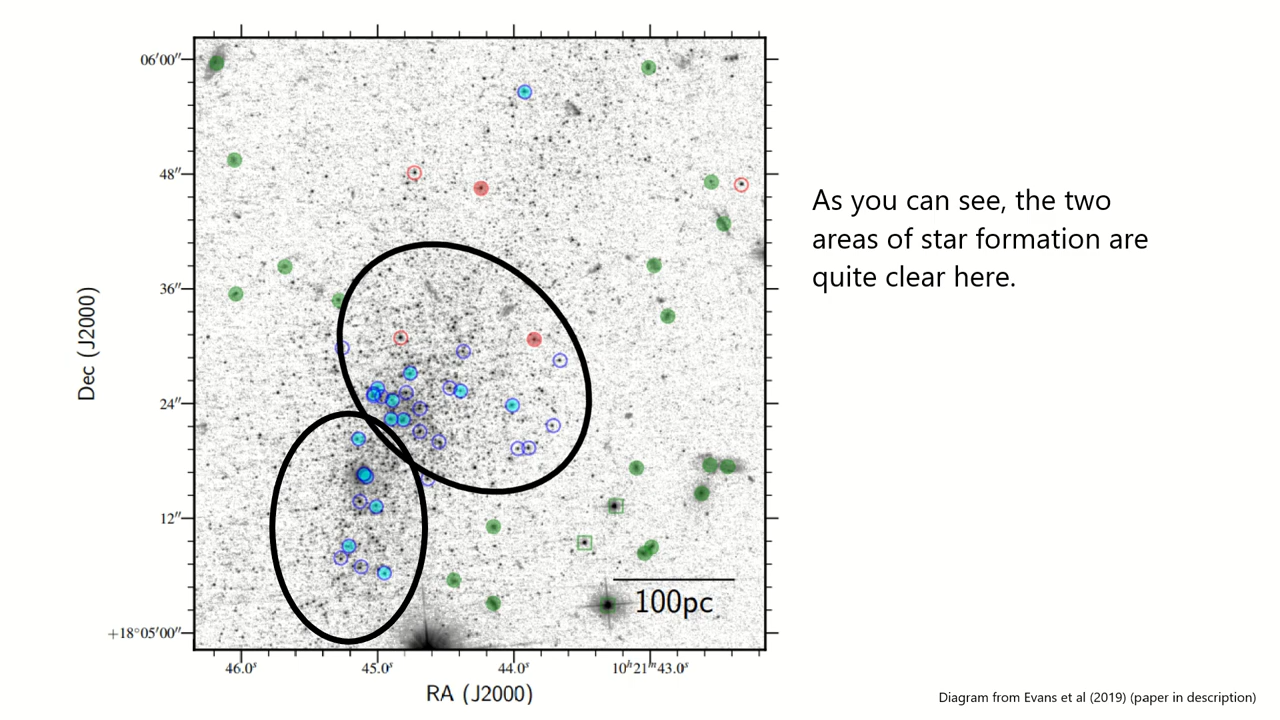 06′00″
48″
36″
24″
12″
+18°05′00″
Dec (J2000)
As you can see, the two
areas of star formation are
quite clear here.
100pc
46.0ˢ
45.0ˢ
44.0ˢ
10ʰ21ᵐ43.0ˢ
RA (J2000)
Diagram from Evans et al (2019) (paper in description)